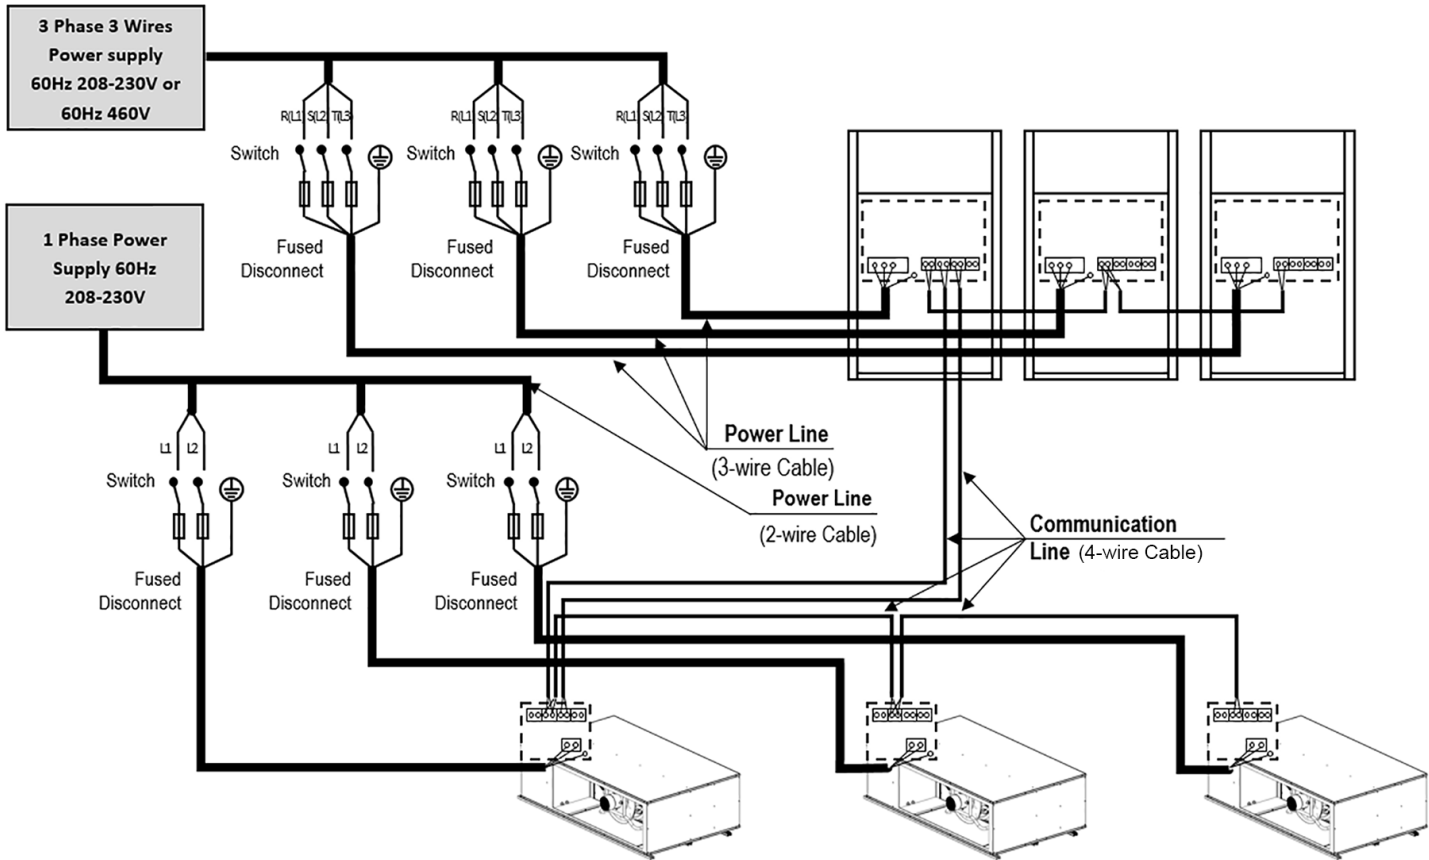 3 Phase 3 Wires
Power supply
60Hz 208-230V or
60Hz 460V
R(L1 S(L2 T(L3
R(L1 S(L2 T(L3
R(L1 S(L2 T(L3
Switch
Switch
Switch
Fused
Disconnect
Fused
Disconnect
Fused
Disconnect
1 Phase Power
Supply 60Hz
208-230V
Power Line
(3-wire Cable)
Power Line
(2-wire Cable)
L1 L2
L1 L2
L1 L2
Switch
Switch
Switch
Communication
Line (4-wire Cable)
Fused
Disconnect
Fused
Disconnect
Fused
Disconnect